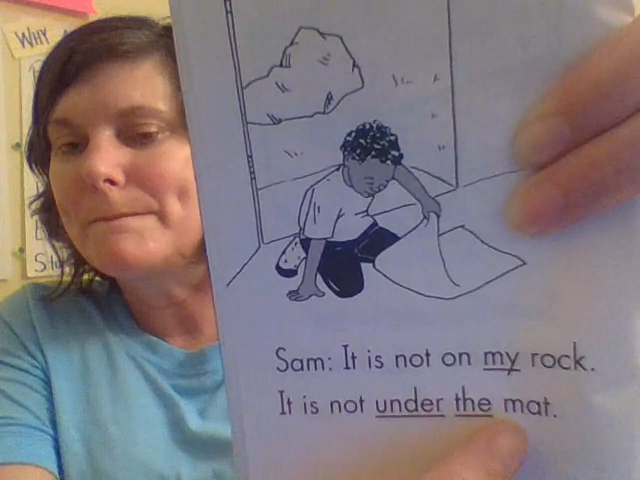 WHY
Sam: It is not on my rock.
It is not under the mat.